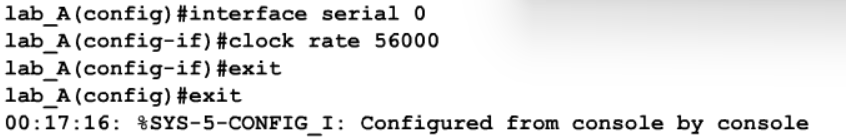 lab_A(config)#interface serial 0
lab_A(config-if)#clock rate 56000
lab_A(config-if)#exit
lab_A(config)#exit
00:17:16: %SYS-5-CONFIG_I: Configured from console by console